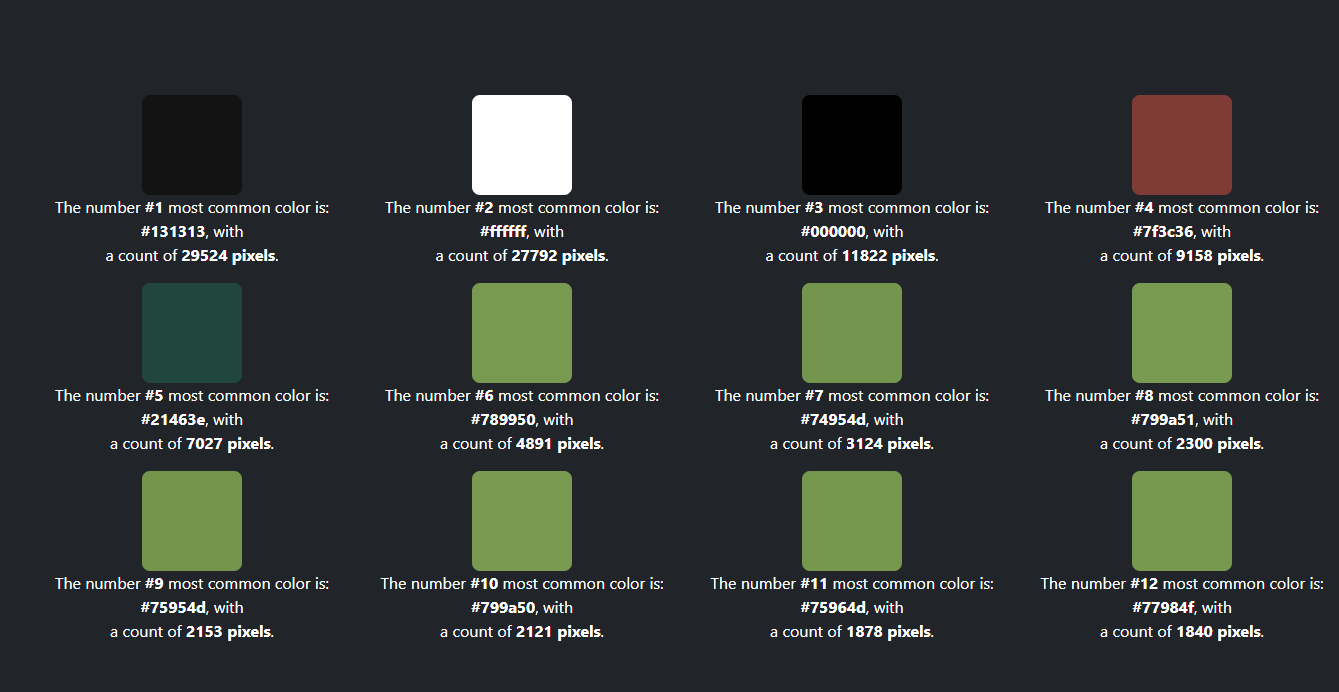 The number #1 most common color is:
#131313, with
a count of 29524 pixels.
The number #2 most common color is:
#ffffff, with
a count of 27792 pixels.
The number #3 most common color is:
#000000, with
a count of 11822 pixels.
The number #4 most common color is:
#7f3c36, with
a count of 9158 pixels.
The number #5 most common color is:
#21463e, with
a count of 7027 pixels.
The number #6 most common color is:
#789950, with
a count of 4891 pixels.
The number #7 most common color is:
#74954d, with
a count of 3124 pixels.
The number #8 most common color is:
#799a51, with
a count of 2300 pixels.
The number #9 most common color is:
#75954d, with
a count of 2153 pixels.
The number #10 most common color is:
#799a50, with
a count of 2121 pixels.
The number #11 most common color is:
#75964d, with
a count of 1878 pixels.
The number #12 most common color is:
#77984f, with
a count of 1840 pixels.